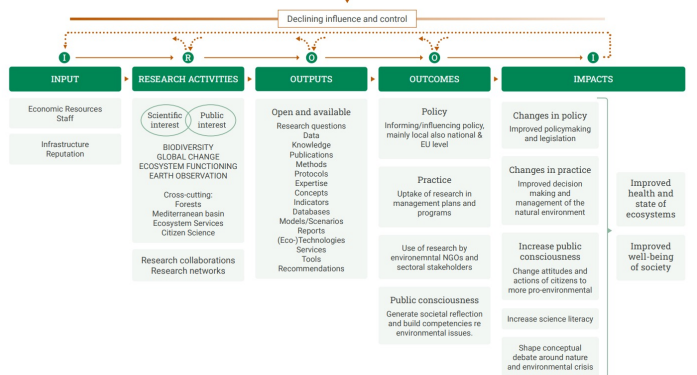 Declining influence and control
I
R
O
O
I
INPUT
RESEARCH ACTIVITIES
OUTPUTS
OUTCOMES
IMPACTS
Economic Resources
Staff
Infrastructure
Reputation
Scientific
interest
Public
interest
BIODIVERSITY
GLOBAL CHANGE
ECOSYSTEM FUNCTIONING
EARTH OBSERVATION
Cross-cutting:
Forests
Mediterranean basin
Ecosystem Services
Citizen Science
Research collaborations
Research networks
Open and available
Research questions
Data
Knowledge
Publications
Methods
Protocols
Expertise
Concepts
Indicators
Databases
Models/Scenarios
Reports
(Eco-)Technologies
Services
Tools
Recommendations
Policy
Informing/influencing policy,
mainly local also national &
EU level
Practice
Uptake of research in
management plans and
programs
Use of research by
environemntal NGOs and
sectoral stakeholders
Public consciousness
Generate societal reflection
and build competencies re
environmental issues.
Changes in policy
Improved policymaking
and legislation
Changes in practice
Improved decision
making and
management of the
natural environment
Increase public
consciousness
Change attitudes and
actions of citizens to
more pro-environmental
Increase science literacy
Shape conceptual
debate around nature
and environmental crisis
Improved
health and
state of
ecosystems
Improved
well-being
of society